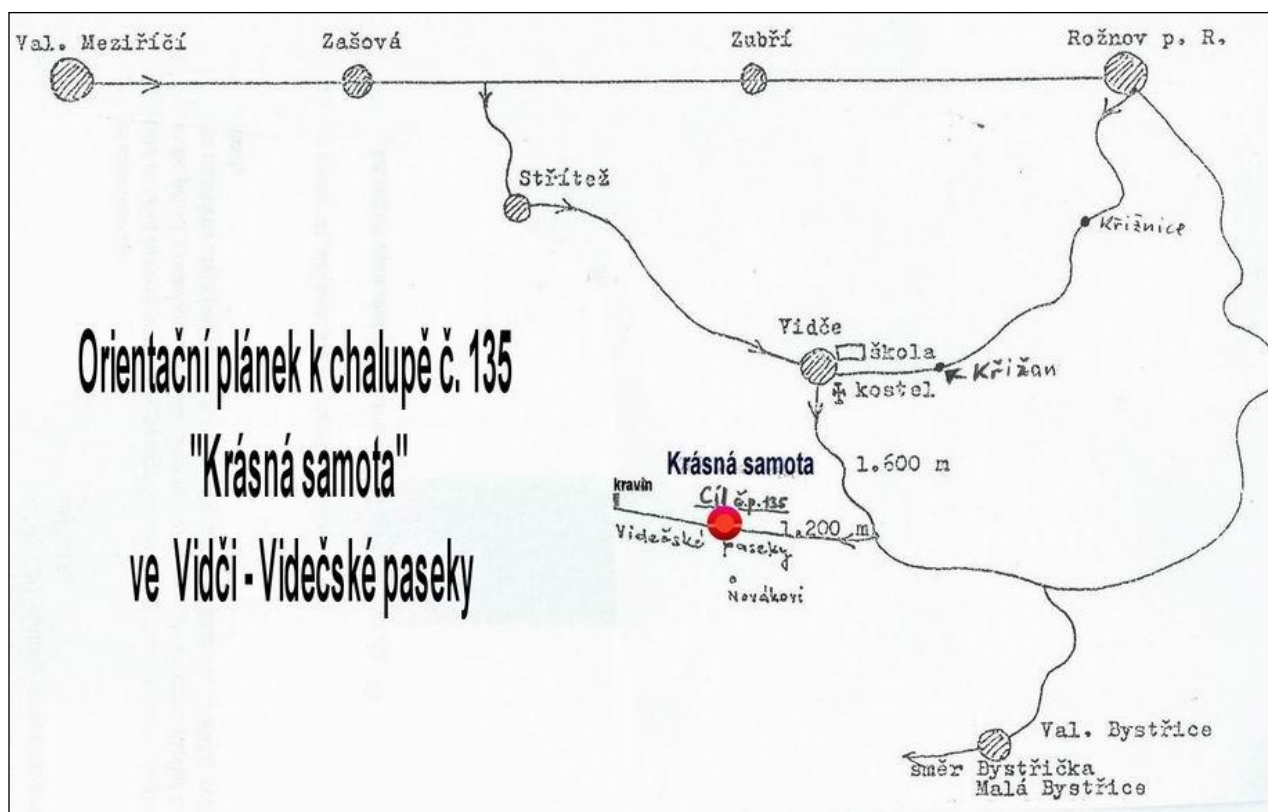 Val. Meziříčí
Zašová
Zubří
Rožnov p. R.
Střítež
Křižnice
Vidče
škola
Křižan
kostel
Orientační plánek k chalupě č. 135
"Krásná samota"
ve Vidči - Videčské paseky
1.600 m
Krásná samota
kravín
Cíl č.p. 135
1.200 m
Videčské paseky
Novákovi
Val. Bystřice
směr Bystřička
Malá Bystřice